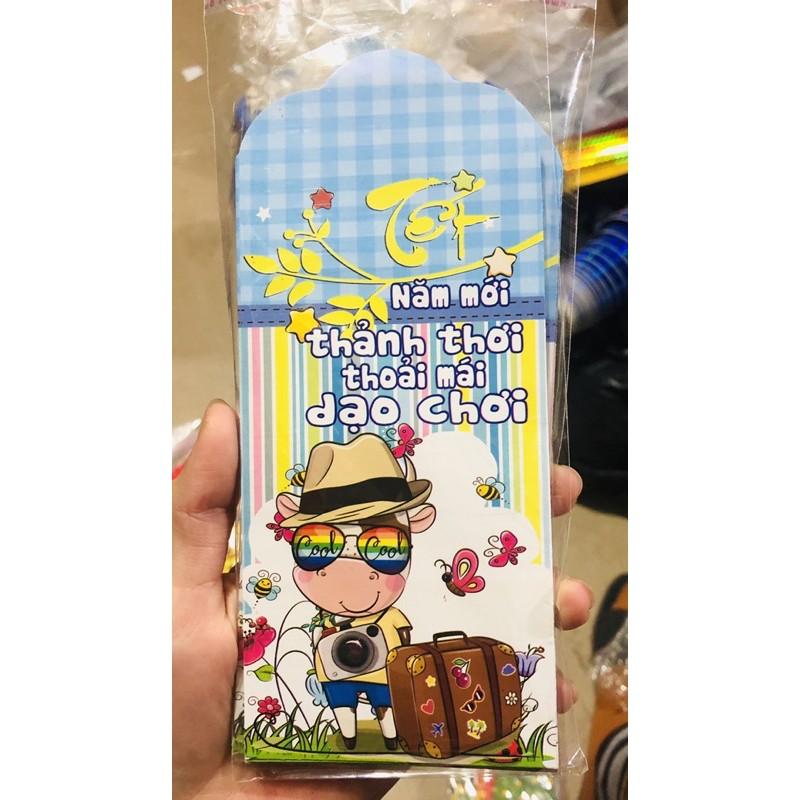 Tết
Năm mới
thảnh thơi
thoải mái
dạo chơi
Cool Cool